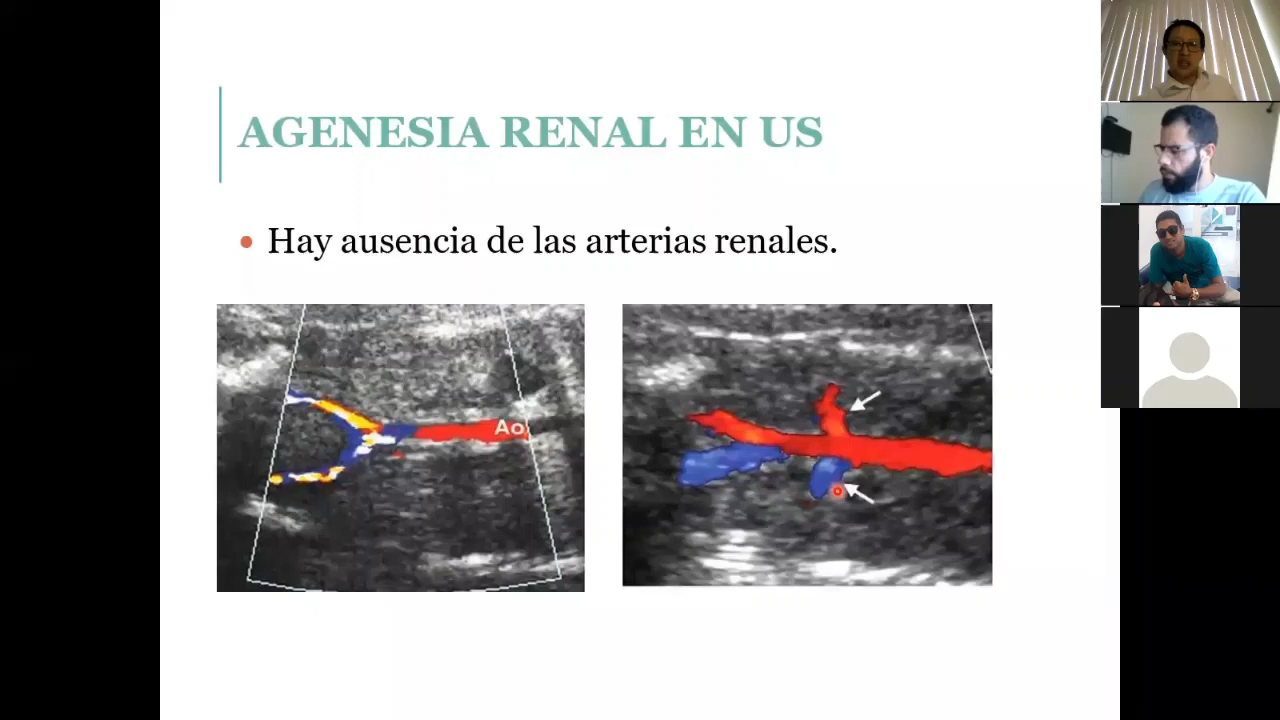 AGENESIA RENAL EN US
• Hay ausencia de las arterias renales.
Ao